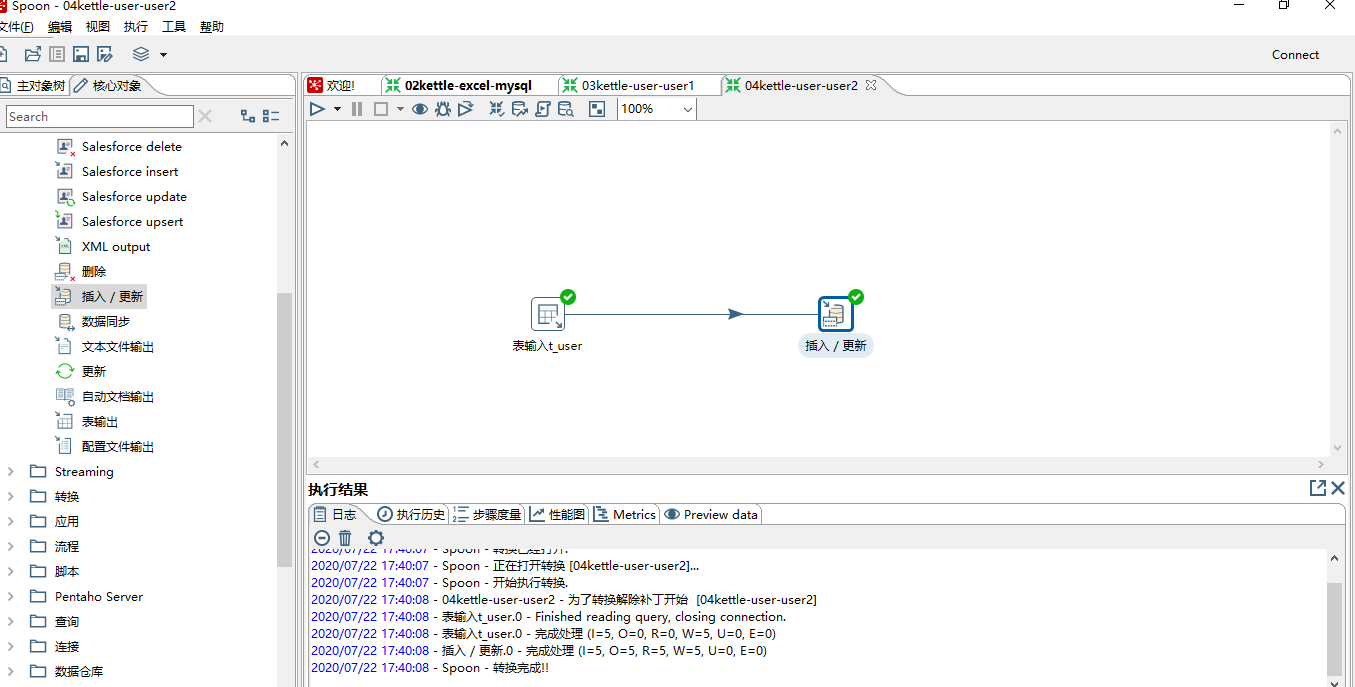 Spoon - 04kettle-user-user2
文件(F) 编辑 视图 执行 工具 帮助
Connect
主对象树 核心对象
欢迎! 02kettle-excel-mysql 03kettle-user-user1 04kettle-user-user2
Search
100%
Salesforce delete
Salesforce insert
Salesforce update
Salesforce upsert
XML output
删除
插入 / 更新
数据同步
文本文件输出
更新
自动文档输出
表输出
配置文件输出
Streaming
转换
应用
流程
脚本
Pentaho Server
查询
连接
数据仓库
表输入t_user
插入 / 更新
执行结果
日志 执行历史 步骤度量 性能图 Metrics Preview data
2020/07/22 17:40:07 - Spoon - 转换已经打开.
2020/07/22 17:40:07 - Spoon - 正在打开转换 [04kettle-user-user2]...
2020/07/22 17:40:07 - Spoon - 开始执行转换.
2020/07/22 17:40:08 - 04kettle-user-user2 - 为了转换解除补丁开始 [04kettle-user-user2]
2020/07/22 17:40:08 - 表输入t_user.0 - Finished reading query, closing connection.
2020/07/22 17:40:08 - 表输入t_user.0 - 完成处理 (I=5, O=0, R=0, W=5, U=0, E=0)
2020/07/22 17:40:08 - 插入 / 更新.0 - 完成处理 (I=5, O=5, R=5, W=5, U=0, E=0)
2020/07/22 17:40:08 - Spoon - 转换完成!!